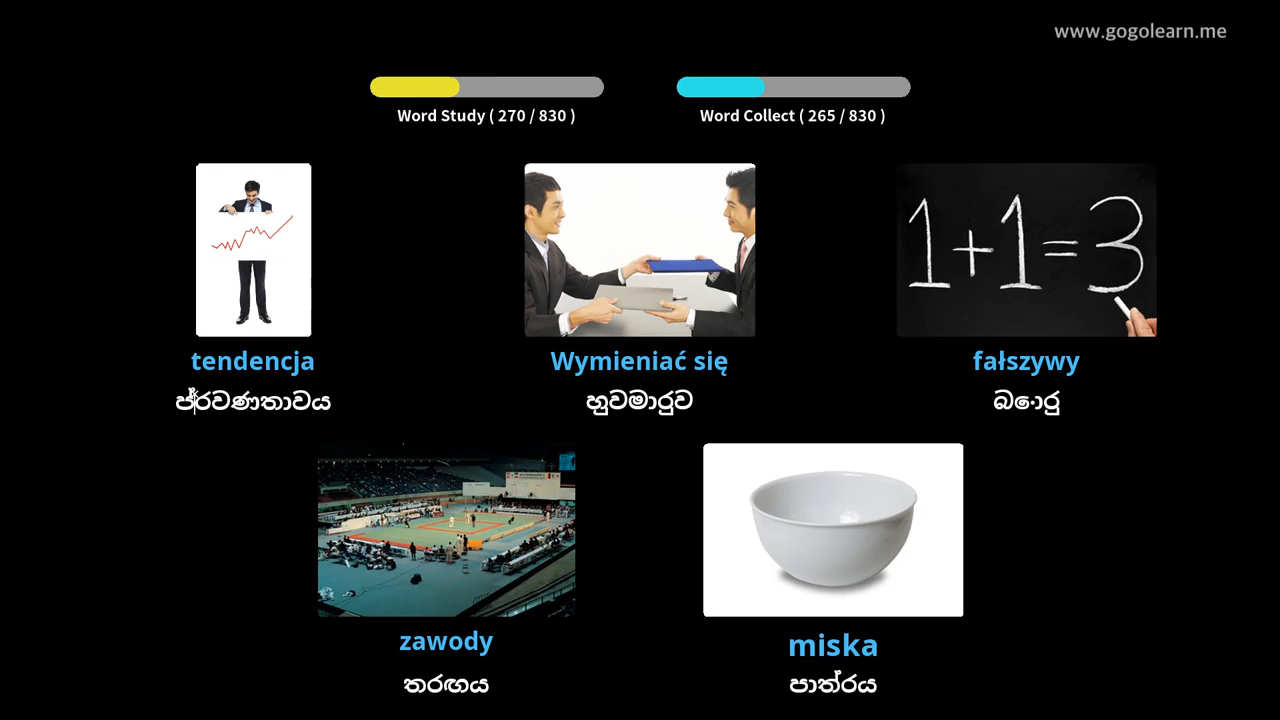 www.gogolearn.me
Word Study ( 270 / 830 )
Word Collect ( 265 / 830 )
1+1=3
tendencja
Wymieniać się
fałszywy
ප්‍රවණතාවය
හුවමාරුව
බොරු
zawody
miska
තරඟය
පාත්‍රය